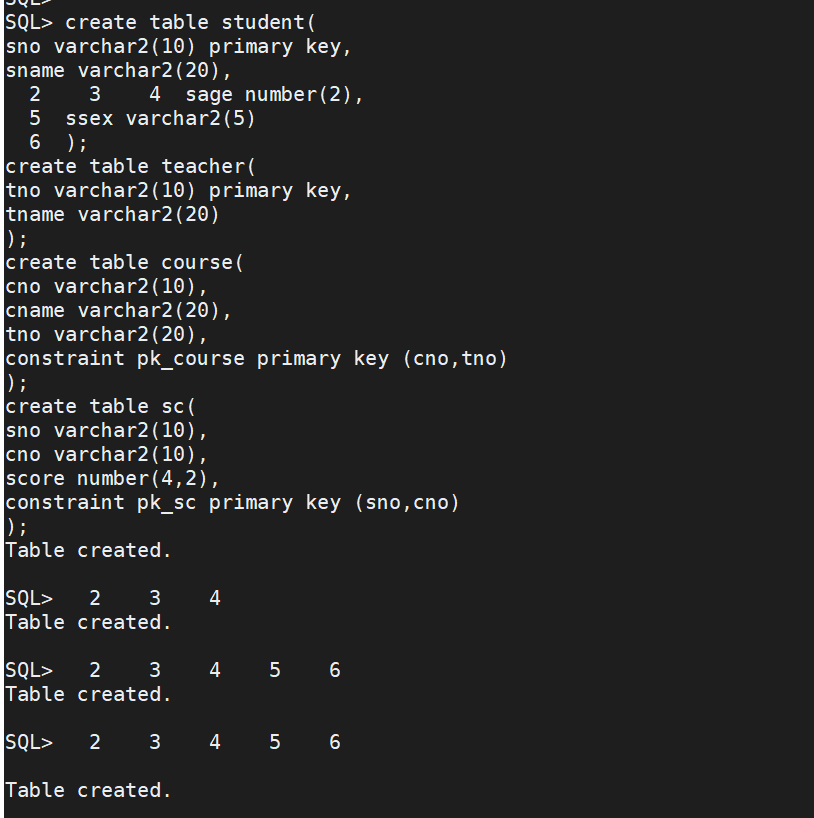 SQL>
SQL> create table student(
sno varchar2(10) primary key,
sname varchar2(20),
  2    3    4  sage number(2),
  5  ssex varchar2(5)
  6  );
create table teacher(
tno varchar2(10) primary key,
tname varchar2(20)
);
create table course(
cno varchar2(10),
cname varchar2(20),
tno varchar2(20),
constraint pk_course primary key (cno,tno)
);
create table sc(
sno varchar2(10),
cno varchar2(10),
score number(4,2),
constraint pk_sc primary key (sno,cno)
);
Table created.

SQL>   2    3    4
Table created.

SQL>   2    3    4    5    6
Table created.

SQL>   2    3    4    5    6

Table created.